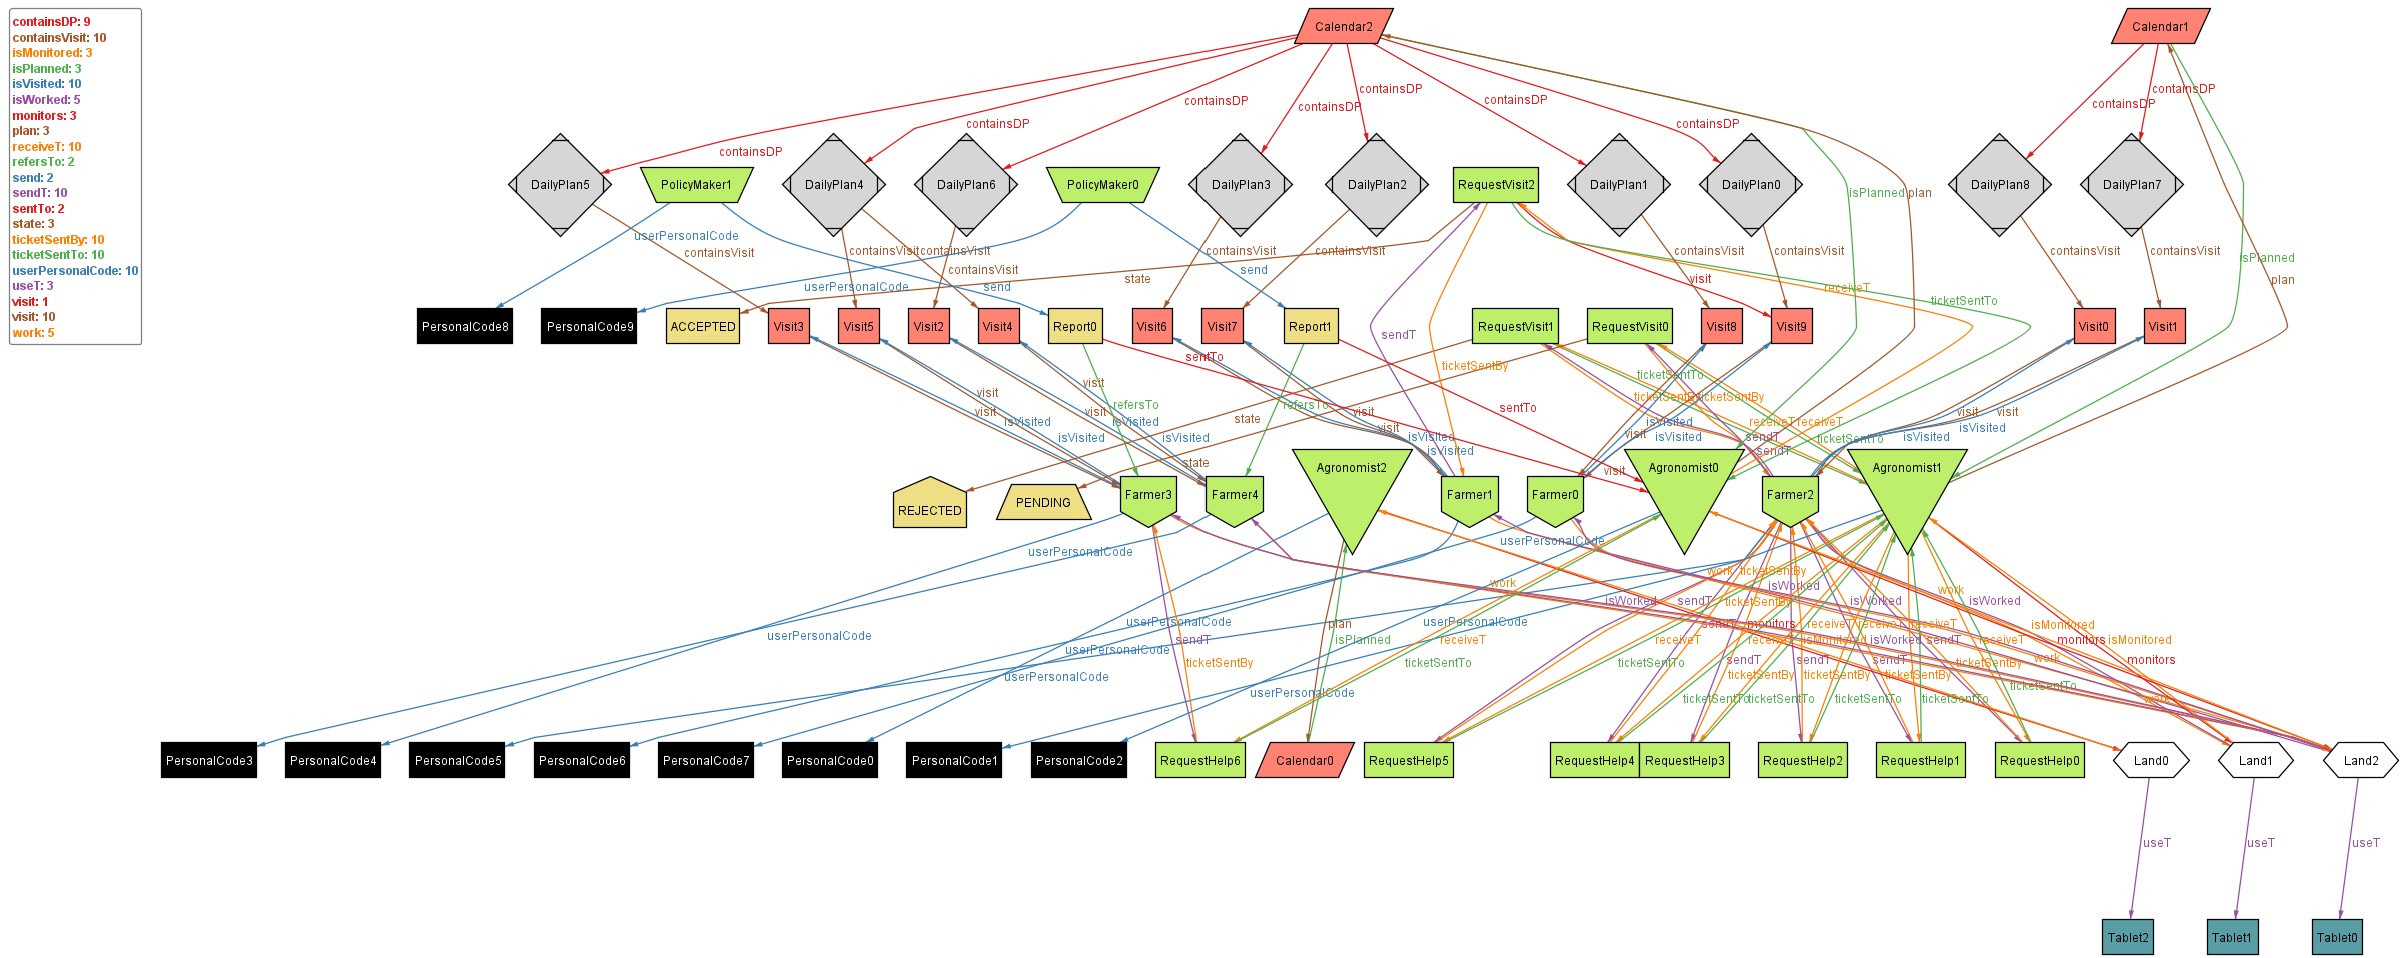 containsDP: 9
containsVisit: 10
isMonitored: 3
isPlanned: 3
isVisited: 10
isWorked: 5
monitors: 3
plan: 3
receiveT: 10
refersTo: 2
send: 2
sendT: 10
sentTo: 2
state: 3
ticketSentBy: 10
ticketSentTo: 10
userPersonalCode: 10
useT: 3
visit: 1
visit: 10
work: 5
Calendar2
Calendar1
containsDP
containsDP
containsDP
containsDP
containsDP
containsDP
containsDP
containsDP
containsDP
DailyPlan5
PolicyMaker1
DailyPlan4
DailyPlan6
PolicyMaker0
DailyPlan3
DailyPlan2
RequestVisit2
DailyPlan1
DailyPlan0
DailyPlan8
DailyPlan7
isPlanned
plan
userPersonalCode
containsVisit
containsVisit
containsVisit
containsVisit
containsVisit
containsVisit
containsVisit
containsVisit
containsVisit
containsVisit
isPlanned
plan
send
state
visit
userPersonalCode
send
receiveT
ticketSentTo
PersonalCode8
PersonalCode9
ACCEPTED
Visit3
Visit5
Visit2
Visit4
Report0
Visit6
Visit7
Report1
RequestVisit1
RequestVisit0
Visit8
Visit9
Visit0
Visit1
sendT
sentTo
ticketSentBy
ticketSentTo
visit
visit
visit
visit
refersTo
refersTo
sentTo
state
state
isVisited
isVisited
isVisited
isVisited
visit
visit
isVisited
isVisited
ticketSentBy
ticketSentBy
receiveT
receiveT
isVisited
isVisited
visit
visit
sendT
sendT
ticketSentTo
visit
visit
isVisited
isVisited
REJECTED
PENDING
Farmer3
Farmer4
Agronomist2
Farmer1
Farmer0
Agronomist0
Farmer2
Agronomist1
userPersonalCode
userPersonalCode
userPersonalCode
userPersonalCode
userPersonalCode
userPersonalCode
userPersonalCode
userPersonalCode
work
work
ticketSentBy
isWorked
isWorked
sendT
ticketSentBy
isWorked
isWorked
work
plan
isPlanned
sendT
ticketSentBy
receiveT
ticketSentTo
receiveT
ticketSentTo
sendT
monitors
isMonitored
receiveT
receiveT
receiveT
isWorked
sendT
receiveT
isMonitored
monitors
isMonitored
monitors
sendT
sendT
sendT
ticketSentBy
ticketSentBy
ticketSentBy
ticketSentBy
ticketSentTo
ticketSentTo
ticketSentTo
ticketSentTo
ticketSentTo
work
work
PersonalCode3
PersonalCode4
PersonalCode5
PersonalCode6
PersonalCode7
PersonalCode0
PersonalCode1
PersonalCode2
RequestHelp6
Calendar0
RequestHelp5
RequestHelp4
RequestHelp3
RequestHelp2
RequestHelp1
RequestHelp0
Land0
Land1
Land2
useT
useT
useT
Tablet2
Tablet1
Tablet0